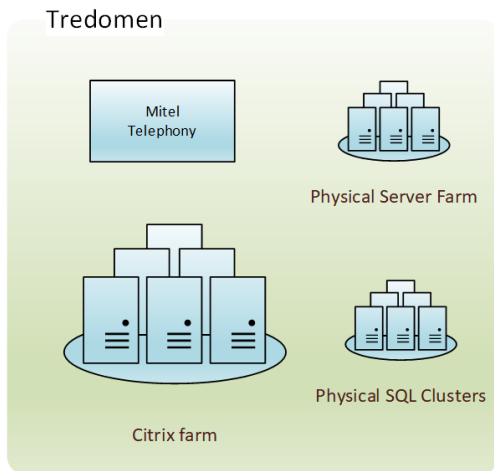 Tredomen
Mitel
Telephony
Physical Server Farm
Physical SQL Clusters
Citrix farm